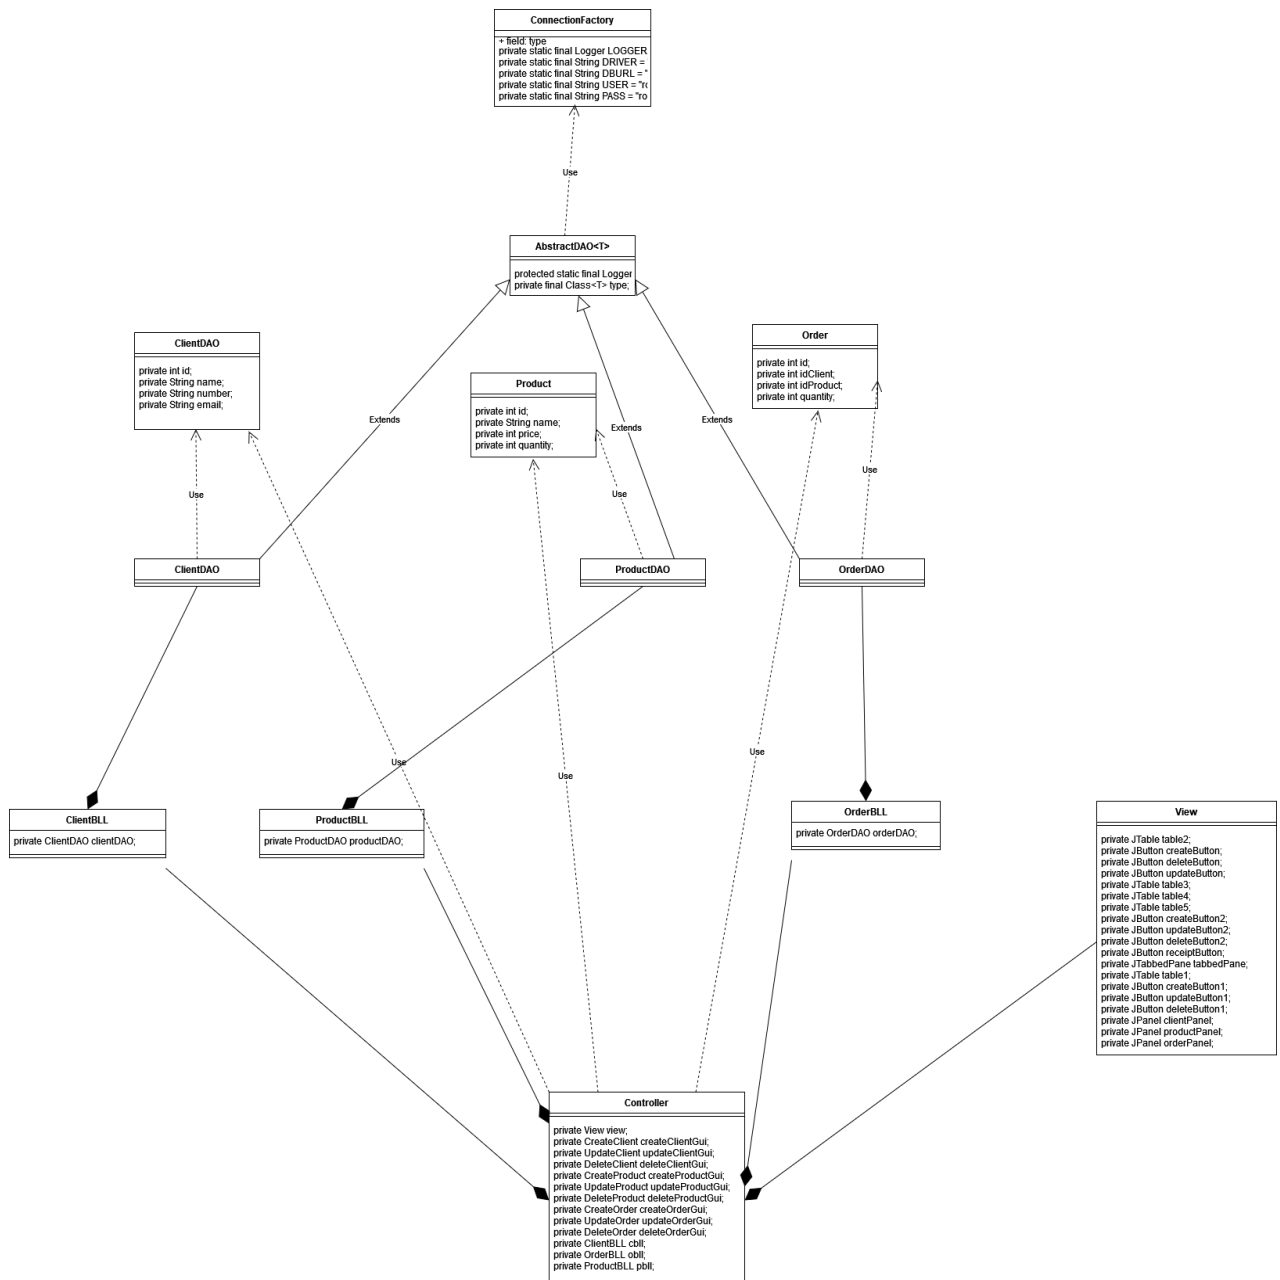 ConnectionFactory
+ field: type
private static final Logger LOGGER
private static final String DRIVER =
private static final String DBURL = "
private static final String USER = "r
private static final String PASS = "ro
Use
AbstractDAO<T>
protected static final Logger
private final Class<T> type;
ClientDAO
private int id;
private String name;
private String number;
private String email;
Product
private int id;
private String name;
private int price;
private int quantity;
Order
private int id;
private int idClient;
private int idProduct;
private int quantity;
Extends
Extends
Extends
Use
Use
Use
ClientDAO
ProductDAO
OrderDAO
Use
Use
Use
ClientBLL
private ClientDAO clientDAO;
ProductBLL
private ProductDAO productDAO;
OrderBLL
private OrderDAO orderDAO;
View
private JTable table2;
private JButton createButton;
private JButton deleteButton;
private JButton updateButton;
private JTable table3;
private JTable table4;
private JTable table5;
private JButton createButton2;
private JButton updateButton2;
private JButton deleteButton2;
private JButton receiptButton;
private JTabbedPane tabbedPane;
private JTable table1;
private JButton createButton1;
private JButton updateButton1;
private JButton deleteButton1;
private JPanel clientPanel;
private JPanel productPanel;
private JPanel orderPanel;
Controller
private View view;
private CreateClient createClientGui;
private UpdateClient updateClientGui;
private DeleteClient deleteClientGui;
private CreateProduct createProductGui;
private UpdateProduct updateProductGui;
private DeleteProduct deleteProductGui;
private CreateOrder createOrderGui;
private UpdateOrder updateOrderGui;
private DeleteOrder deleteOrderGui;
private ClientBLL cbll;
private OrderBLL obll;
private ProductBLL pbll;